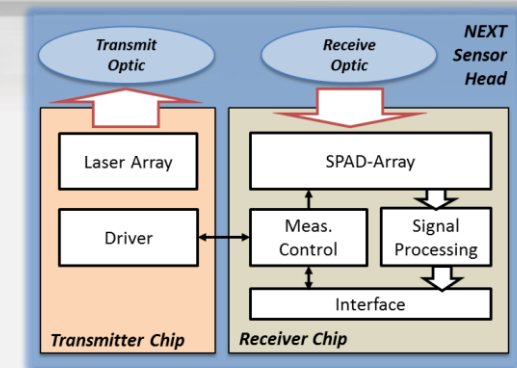 Transmit
Optic
Receive
Optic
NEXT
Sensor
Head
Laser Array
SPAD-Array
Driver
Meas.
Control
Signal
Processing
Interface
Transmitter Chip
Receiver Chip